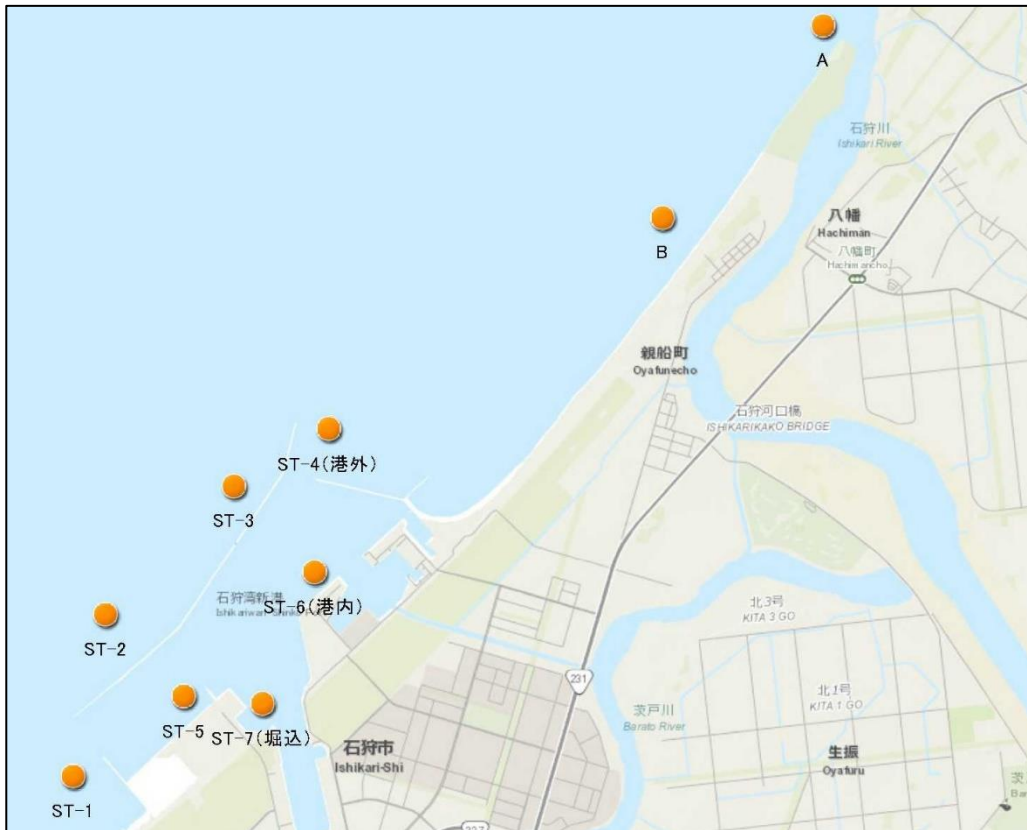 A
石狩川
Ishikari River
八幡
Hachiman
八幡町
Hachimancho
B
親船町
Oyafunecho
石狩河口橋
ISHIKARIKAKO BRIDGE
ST-4(港外)
ST-3
石狩湾新港
ST-6(港内)
ST-2
北3号
KITA 3 GO
231
茨戸川
Barato River
北1号
KITA 1 GO
ST-5
ST-7(堀込)
石狩市
Ishikari-Shi
生振
Oyafuru
ST-1
茨